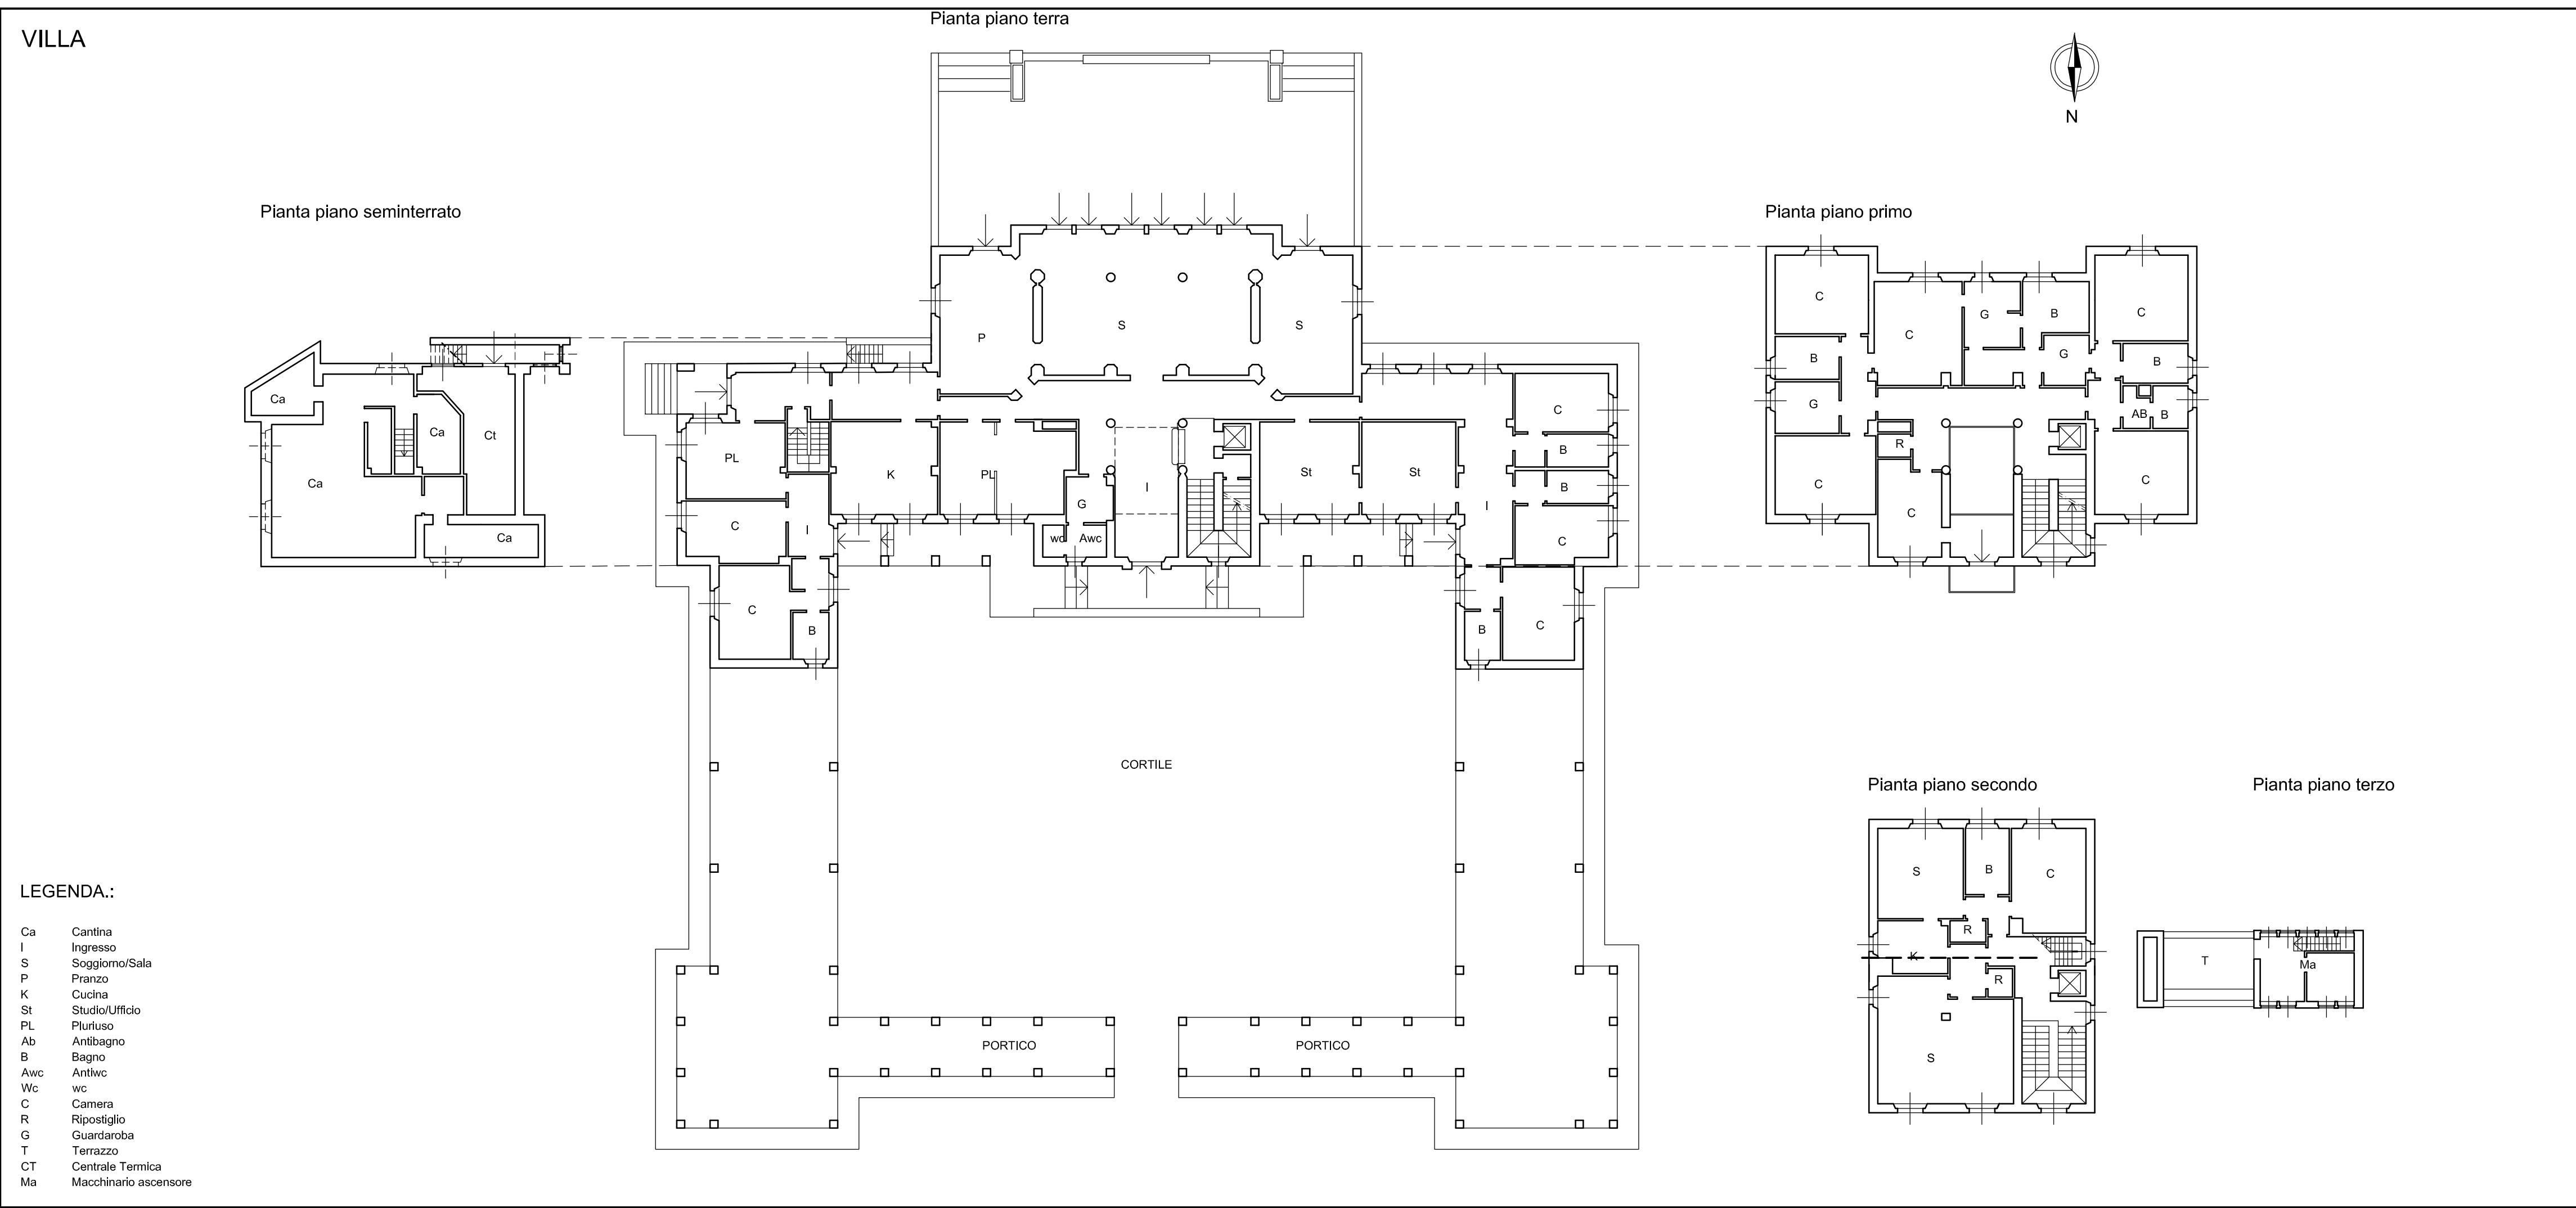 Pianta piano terra
VILLA
N
Pianta piano seminterrato
Ca
Ca
Ct
Ca
Ca
P
S
S
PL
K
PL
I
St
St
C
B
B
I
C
G
wc
Awc
C
I
C
B
B
C
CORTILE
PORTICO
PORTICO
Pianta piano primo
C
C
G
B
C
B
G
B
G
AB
B
R
C
C
C
Pianta piano secondo
S
B
C
R
K
R
S
Pianta piano terzo
T
Ma
LEGENDA.:
Ca Cantina
I Ingresso
S Soggiorno/Sala
P Pranzo
K Cucina
St Studio/Ufficio
PL Pluriuso
Ab Antibagno
B Bagno
Awc Antiwc
Wc wc
C Camera
R Ripostiglio
G Guardaroba
T Terrazzo
CT Centrale Termica
Ma Macchinario ascensore